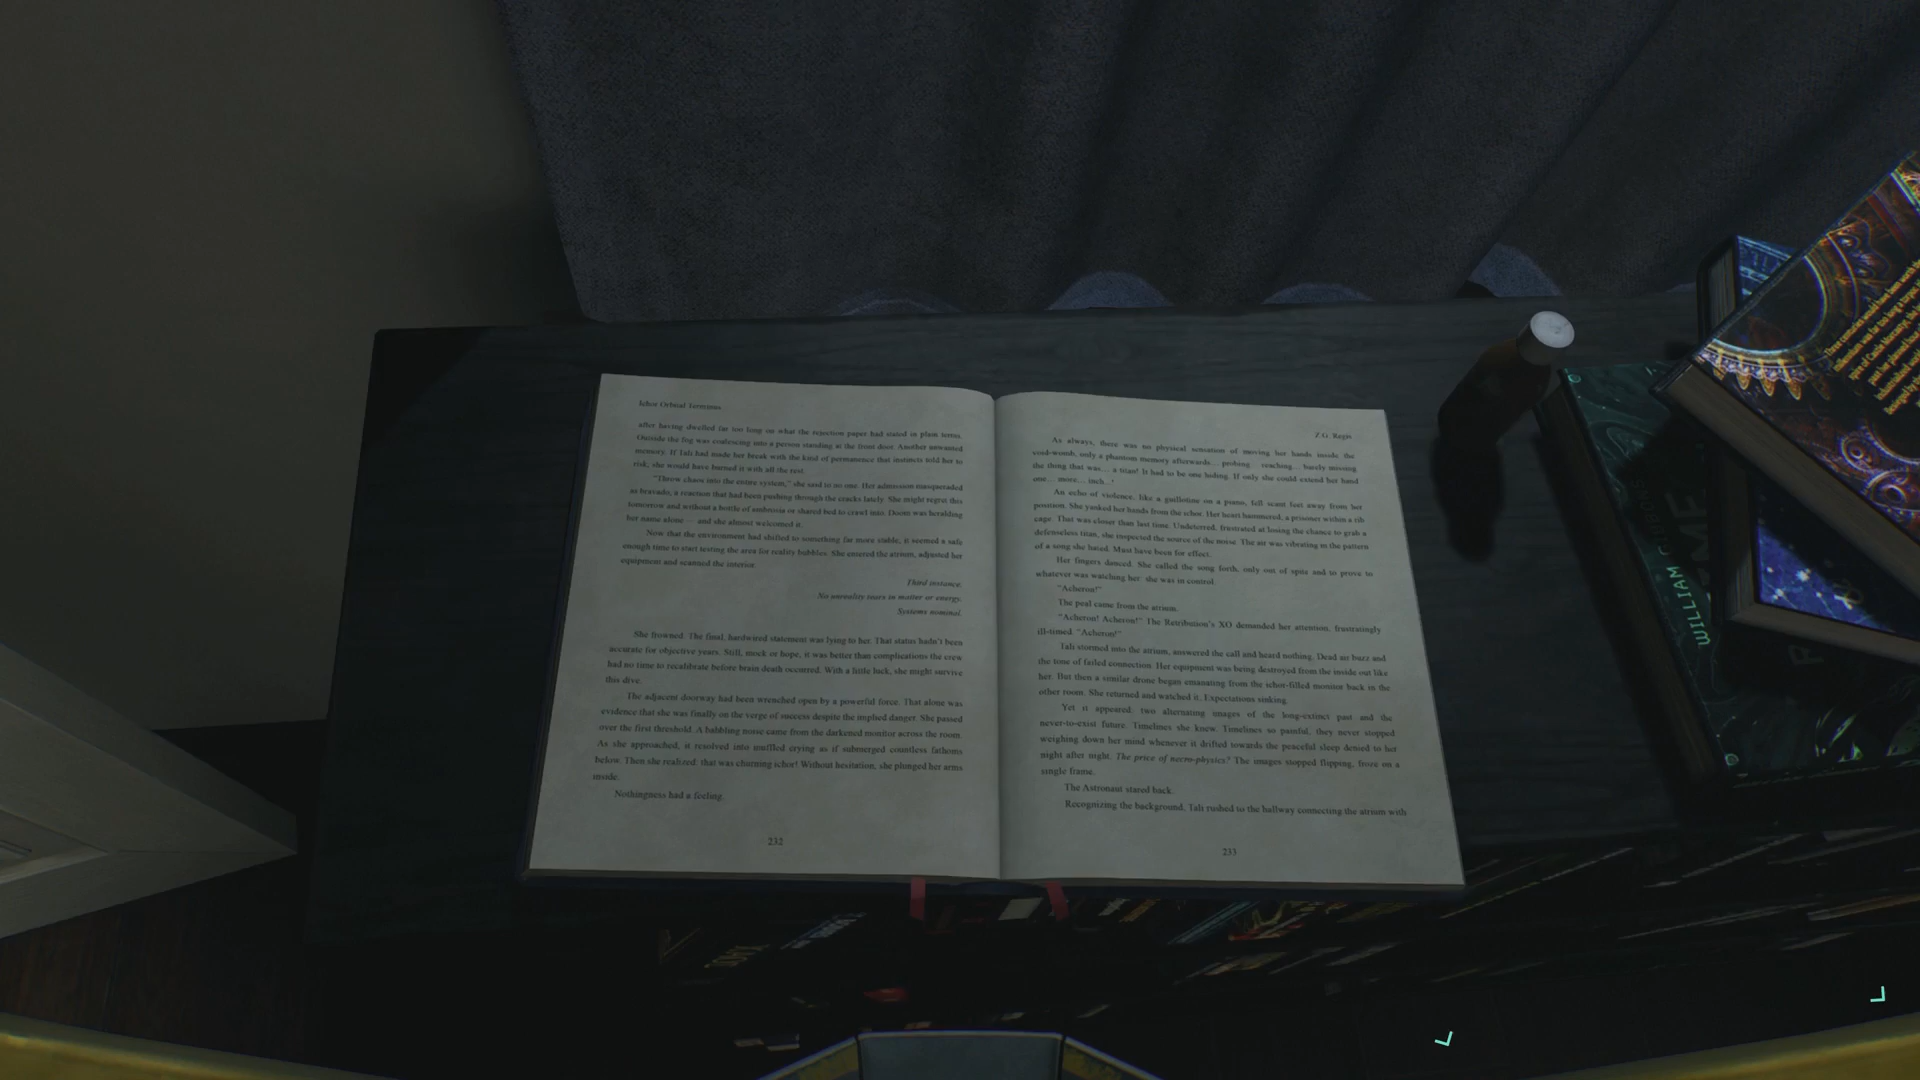 Ichor Orbital
after having dwelled far too long on what the rejection paper had stated in plain terms.
Outside the fog was coalescing into a person standing at the front door. Another unwanted
memory. If Tali had made her break with the kind of permanence that instincts told her to
risk, she would have burned it with all the rest.
"Throw chaos into the entire system," she said to no one. Her admission masqueraded
as bravado, a reaction that had been pushing through the cracks lately. She might regret this
tomorrow and without a bottle of ambrosia or shared bed to crawl into. Doom was heralding
her name alone — and she almost welcomed it.
Now that the environment had shifted to something far more stable, it seemed a safe
enough time to start testing the area for reality bubbles. She entered the atrium, adjusted her
equipment and scanned the interior.
Third instance.
No unreality tears in matter or energy.
Systems nominal.
She frowned. The final, hardwired statement was lying to her. That status hadn't been
accurate for objective years. Still, mock or hope, it was better than complications the crew
had no time to recalibrate before brain death occurred. With a little luck, she might survive
this dive.
The adjacent doorway had been wrenched open by a powerful force. That alone was
evidence that she was finally on the verge of success despite the implied danger. She passed
over the first threshold. A babbling noise came from the darkened monitor across the room.
As she approached, it resolved into muffled crying as if submerged countless fathoms
below. Then she realized: that was churning ichor! Without hesitation, she plunged her arms
inside.
Nothingness had a feeling.
232
Z.G. Regis
As always, there was no physical sensation of moving her hands inside the
void-womb, only a phantom memory afterwards... probing... reaching... barely missing
the thing that was... a titan! It had to be one hiding. If only she could extend her hand
one... more... inch...!
An echo of violence, like a guillotine on a piano, fell scant feet away from her
position. She yanked her hands from the ichor. Her heart hammered; a prisoner within a rib
cage. That was closer than last time. Undeterred, frustrated at losing the chance to grab a
defenseless titan, she inspected the source of the noise. The air was vibrating in the pattern
of a song she hated. Must have been for effect.
Her fingers danced. She called the song forth, only out of spite and to prove to
whatever was watching her she was in control.
"Acheron!"
The peal came from the atrium.
"Acheron! Acheron!" The Retribution's XO demanded her attention, frustratingly
ill-timed. "Acheron!"
Tali stormed into the atrium, answered the call and heard nothing. Dead air buzz and
the tone of failed connection. Her equipment was being destroyed from the inside out like
her. But then a similar drone began emanating from the ichor-filled monitor back in the
other room. She returned and watched it. Expectations sinking.
Yet it appeared: two alternating images of the long-extinct past and the
never-to-exist future. Timelines she knew. Timelines so painful, they never stopped
weighing down her mind whenever it drifted towards the peaceful sleep denied to her
night after night. The price of necro-physics? The images stopped flipping, froze on a
single frame.
The Astronaut stared back.
Recognizing the background, Tali rushed to the hallway connecting the atrium with
233
WILLIAM